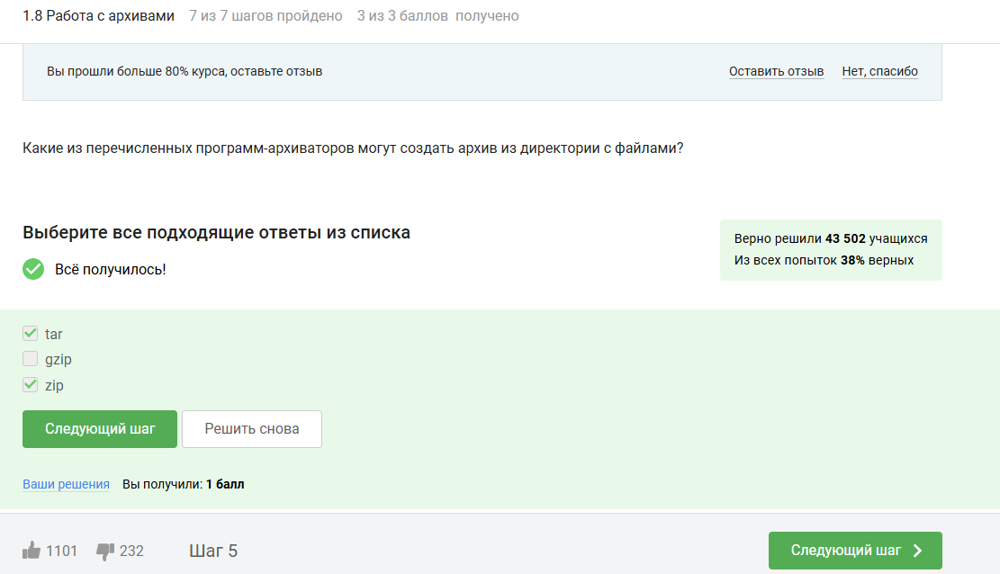 1.8 Работа с архивами 7 из 7 шагов пройдено 3 из 3 баллов получено
Вы прошли больше 80% курса, оставьте отзыв Оставить отзыв Нет, спасибо
Какие из перечисленных программ-архиваторов могут создать архив из директории с файлами?
Выберите все подходящие ответы из списка
Верно решили 43 502 учащихся
Из всех попыток 38% верных
Всё получилось!
tar
gzip
zip
Следующий шаг Решить снова
Ваши решения Вы получили: 1 балл
1101 232 Шаг 5 Следующий шаг